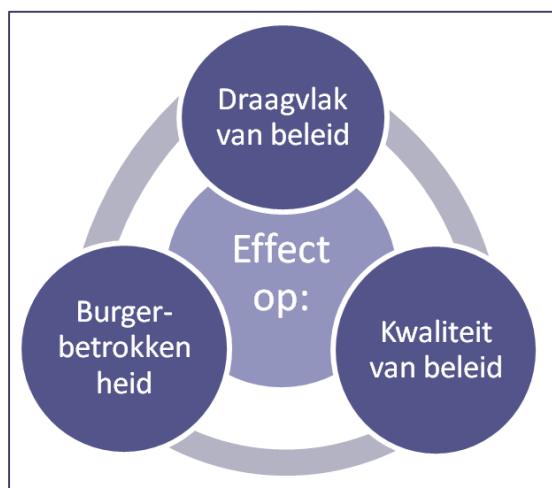 Draagvlak
van beleid
Effect
op:
Burger-
betrokken
heid
Kwaliteit
van beleid